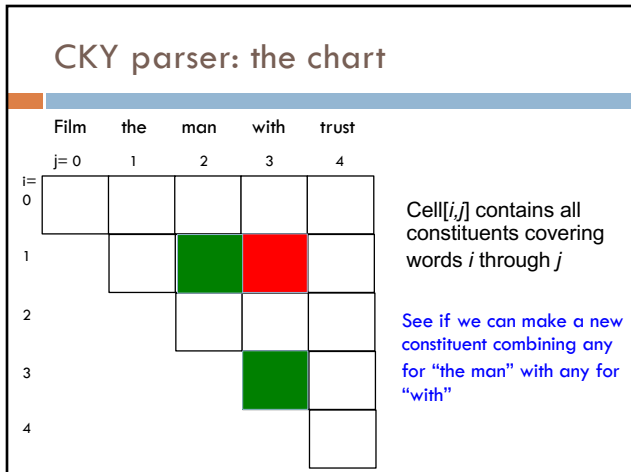 CKY parser: the chart
Film the man with trust
j= 0 1 2 3 4
i=
0
1
2
3
4
Cell[i,j] contains all
constituents covering
words i through j
See if we can make a new
constituent combining any
for “the man” with any for
“with”